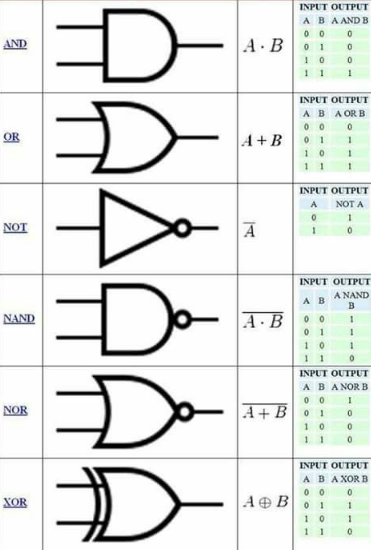 AND
A · B
INPUT OUTPUT
A B A AND B
0 0 0
0 1 0
1 0 0
1 1 1
OR
A + B
INPUT OUTPUT
A B A OR B
0 0 0
0 1 1
1 0 1
1 1 1
NOT
A̅
INPUT OUTPUT
A NOT A
0 1
1 0
NAND
A̅ ̅·̅ ̅B̅
INPUT OUTPUT
A B A NAND
B
0 0 1
0 1 1
1 0 1
1 1 0
NOR
A̅ ̅+̅ ̅B̅
INPUT OUTPUT
A B A NOR B
0 0 1
0 1 0
1 0 0
1 1 0
XOR
A ⊕ B
INPUT OUTPUT
A B A XOR B
0 0 0
0 1 1
1 0 1
1 1 0